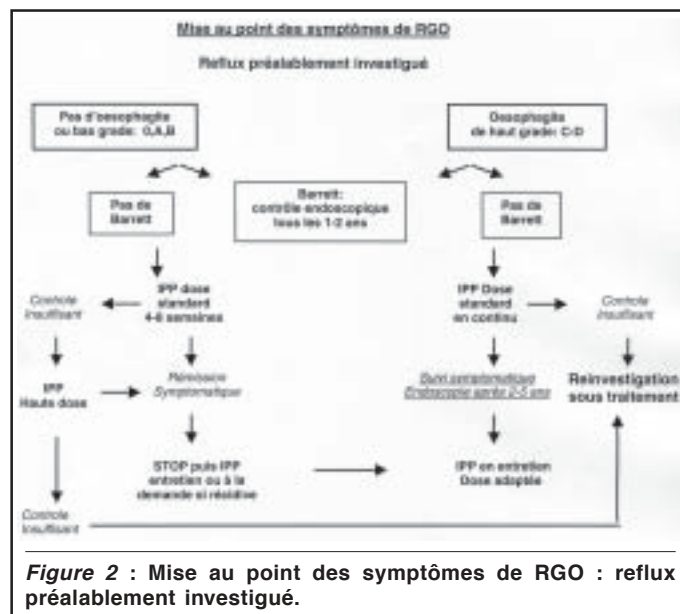 Mise au point des symptômes de RGO
Reflux préalablement investigué
Pas d'oesophagite
ou bas grade: 0,A,B
Oesophagite
de haut grade: C-D
Pas de
Barrett
Barrett:
contrôle endoscopique
tous les 1-2 ans
Pas de
Barrett
Controle
Insuffisant
IPP dose
standard
4-8 semaines
IPP Dose
standard
en continu
Controle
Insuffisant
IPP
Haute dose
Rémission
Symptomatique
Suivi symptomatique
Endoscopie après 2-5 ans
Reinvestigation
sous traitement
STOP puis IPP
entretien ou à la
demande si récidive
IPP en entretien
Dose adaptée
Controle
Insuffisant
Figure 2 : Mise au point des symptômes de RGO : reflux
préalablement investigué.